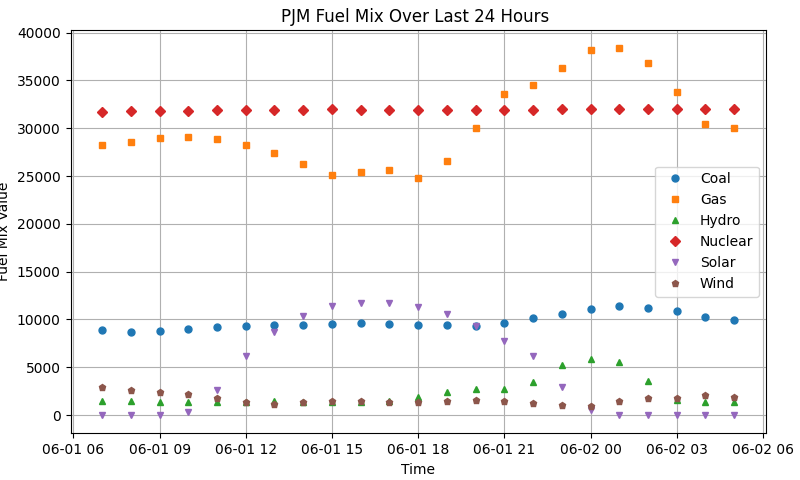 PJM Fuel Mix Over Last 24 Hours
40000
35000
30000
25000
20000
15000
10000
5000
0
Fuel Mix Value
Coal
Gas
Hydro
Nuclear
Solar
Wind
06-01 06 06-01 09 06-01 12 06-01 15 06-01 18 06-01 21 06-02 00 06-02 03 06-02 06
Time